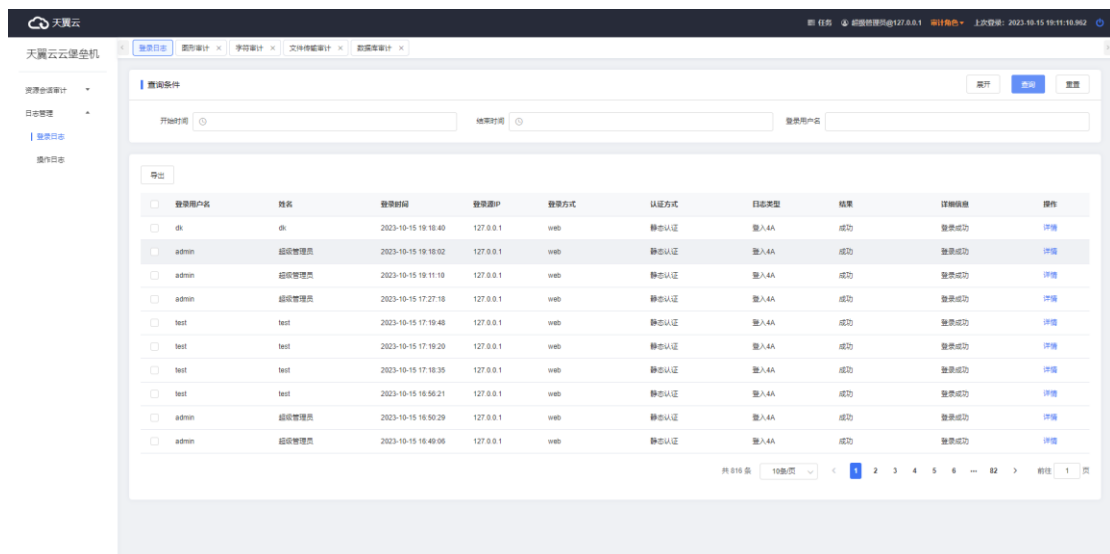 天翼云
任务 超级管理员@127.0.0.1 审计角色 上次登录：2023-10-15 19:11:10.962
天翼云云堡垒机
登录日志 图形审计 × 字符审计 × 文件传输审计 × 数据库审计 ×
资源会话审计
日志管理
登录日志
操作日志
查询条件 展开 查询 重置
开始时间 结束时间 登录用户名
导出
登录用户名 姓名 登录时间 登录源IP 登录方式 认证方式 日志类型 结果 详细信息 操作
dk dk 2023-10-15 19:18:40 127.0.0.1 web 静态认证 登入4A 成功 登录成功 详情
admin 超级管理员 2023-10-15 19:18:02 127.0.0.1 web 静态认证 登入4A 成功 登录成功 详情
admin 超级管理员 2023-10-15 19:11:10 127.0.0.1 web 静态认证 登入4A 成功 登录成功 详情
admin 超级管理员 2023-10-15 17:27:18 127.0.0.1 web 静态认证 登入4A 成功 登录成功 详情
test test 2023-10-15 17:19:48 127.0.0.1 web 静态认证 登入4A 成功 登录成功 详情
test test 2023-10-15 17:19:20 127.0.0.1 web 静态认证 登入4A 成功 登录成功 详情
test test 2023-10-15 17:18:35 127.0.0.1 web 静态认证 登入4A 成功 登录成功 详情
test test 2023-10-15 16:56:21 127.0.0.1 web 静态认证 登入4A 成功 登录成功 详情
admin 超级管理员 2023-10-15 16:50:29 127.0.0.1 web 静态认证 登入4A 成功 登录成功 详情
admin 超级管理员 2023-10-15 16:49:06 127.0.0.1 web 静态认证 登入4A 成功 登录成功 详情
共 816 条 10条/页 < 1 2 3 4 5 6 ··· 82 > 前往 1 页